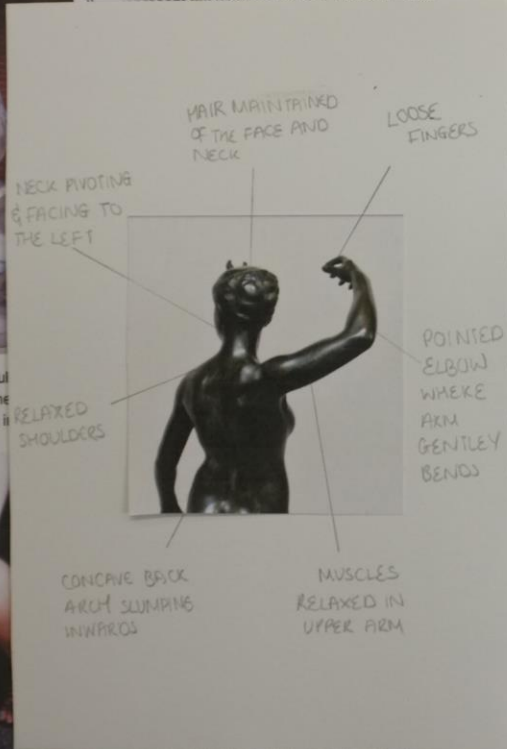 HAIR MAINTAINED
OF THE FACE AND
NECK
LOOSE
FINGERS
NECK PIVOTING
& FACING TO
THE LEFT
POINTED
ELBOW
WHERE
ARM
GENTLEY
BENDS
RELAXED
SHOULDERS
CONCAVE BACK
ARCH SLUMPING
INWARDS
MUSCLES
RELAXED IN
UPPER ARM